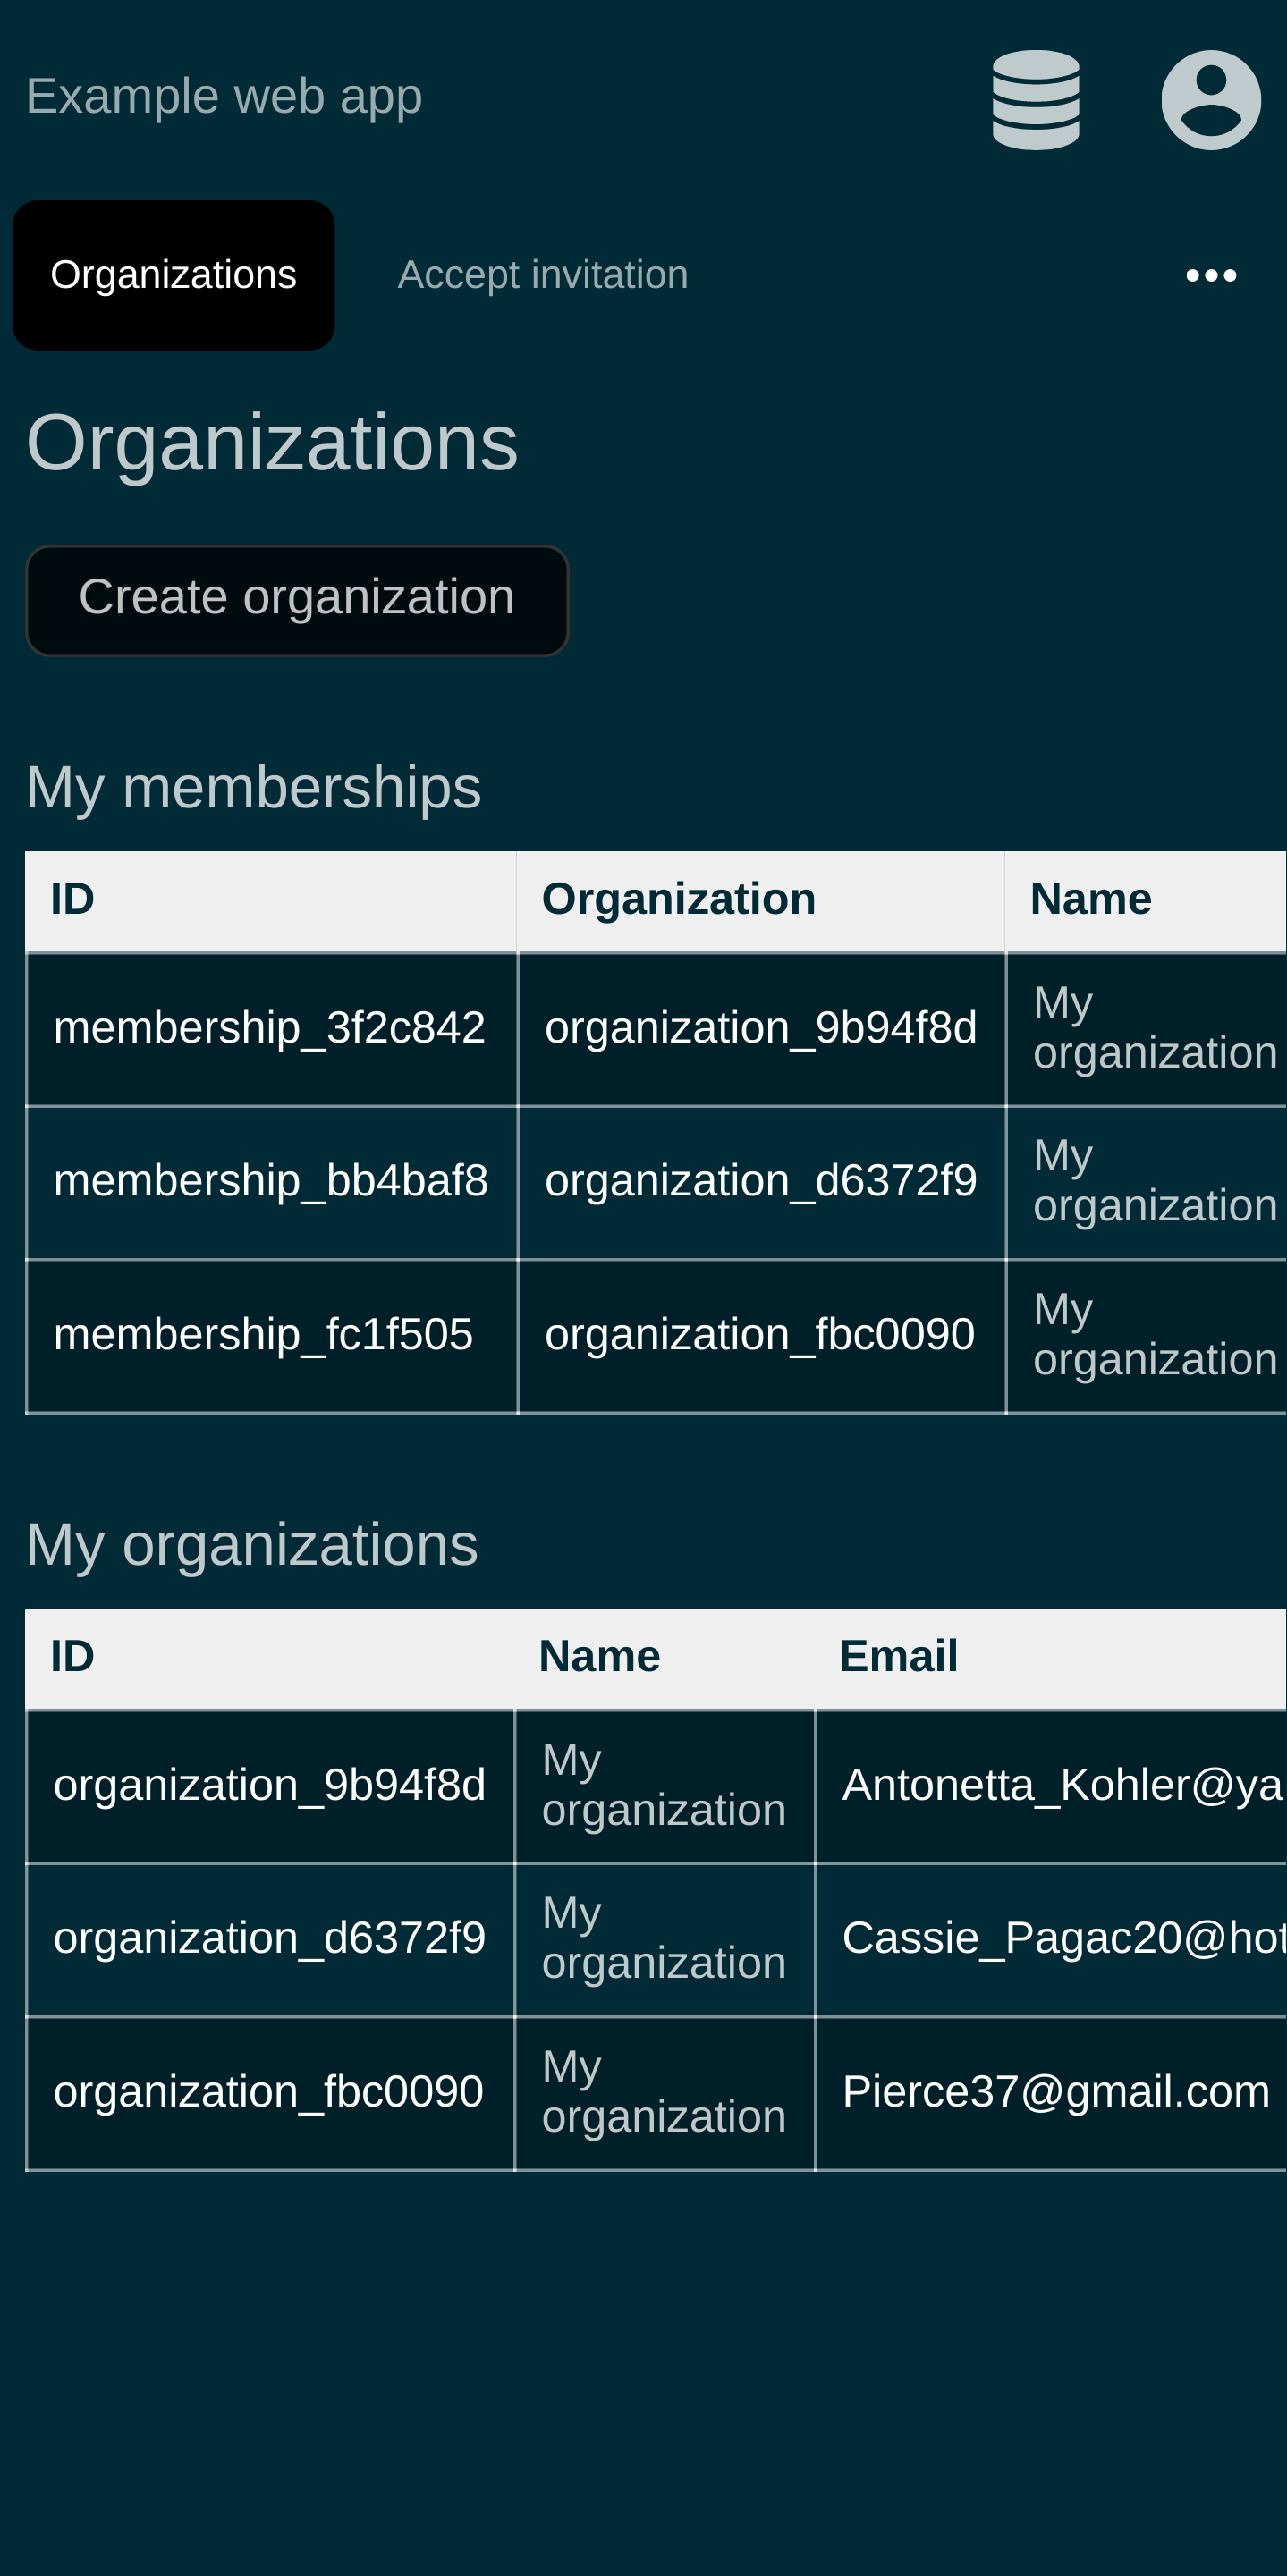 Example web app
Organizations Accept invitation
Organizations
Create organization
My memberships
ID Organization Name
membership_3f2c842 organization_9b94f8d My organization
membership_bb4baf8 organization_d6372f9 My organization
membership_fc1f505 organization_fbc0090 My organization
My organizations
ID Name Email
organization_9b94f8d My organization Antonetta_Kohler@ya
organization_d6372f9 My organization Cassie_Pagac20@hot
organization_fbc0090 My organization Pierce37@gmail.com